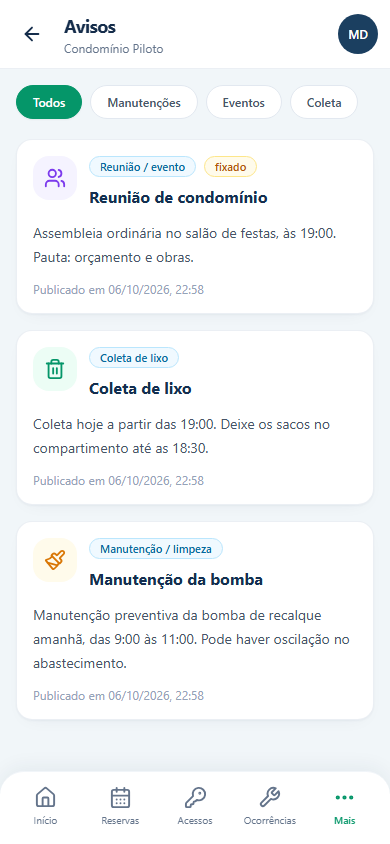 Avisos
Condomínio Piloto
MD
Todos
Manutenções
Eventos
Coleta
Reunião / evento
fixado
Reunião de condomínio
Assembleia ordinária no salão de festas, às 19:00.
Pauta: orçamento e obras.
Publicado em 06/10/2026, 22:58
Coleta de lixo
Coleta de lixo
Coleta hoje a partir das 19:00. Deixe os sacos no
compartimento até as 18:30.
Publicado em 06/10/2026, 22:58
Manutenção / limpeza
Manutenção da bomba
Manutenção preventiva da bomba de recalque
amanhã, das 9:00 às 11:00. Pode haver oscilação no
abastecimento.
Publicado em 06/10/2026, 22:58
Início
Reservas
Acessos
Ocorrências
Mais